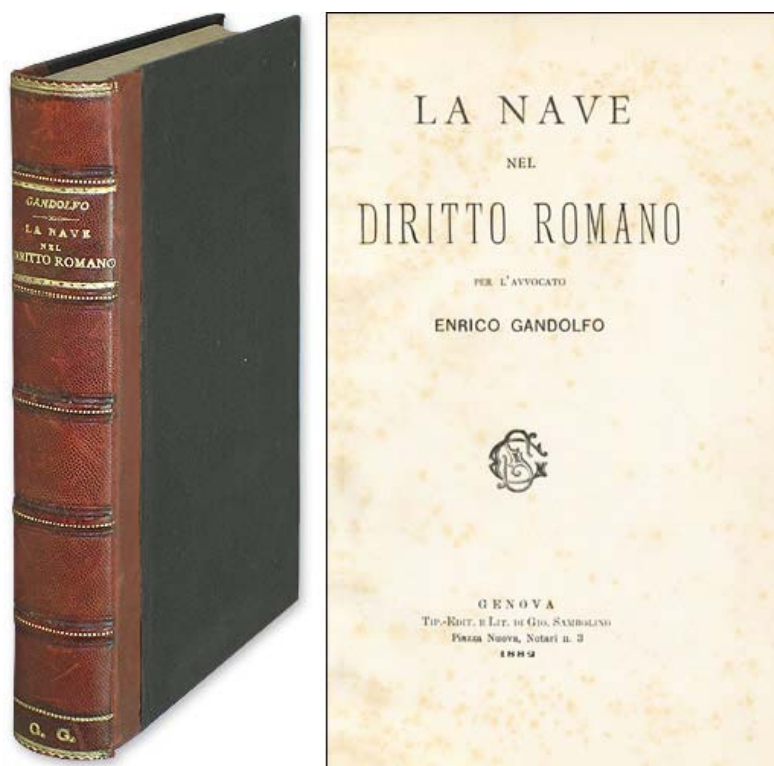 GANDOLFO
LA NAVE
NEL
DIRITTO ROMANO
G. G.
LA NAVE
NEL
DIRITTO ROMANO
PER L'AVVOCATO
ENRICO GANDOLFO
GENOVA
TIP.-EDIT. E LIT. DI GIO. SAMBOLINO
Piazza Nuova, Notari n. 3
1882